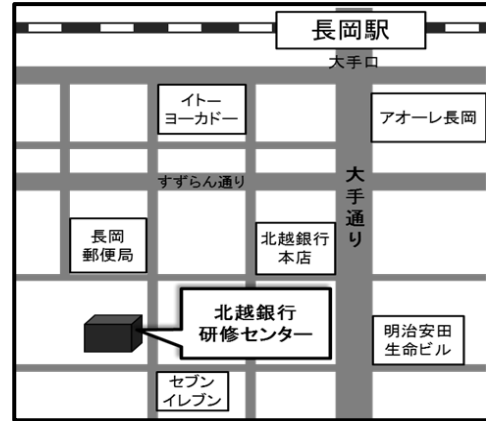 長岡駅
大手口
イトー
ヨーカドー
アオーレ長岡
すずらん通り
大手通り
長岡
郵便局
北越銀行
本店
北越銀行
研修センター
明治安田
生命ビル
セブン
イレブン